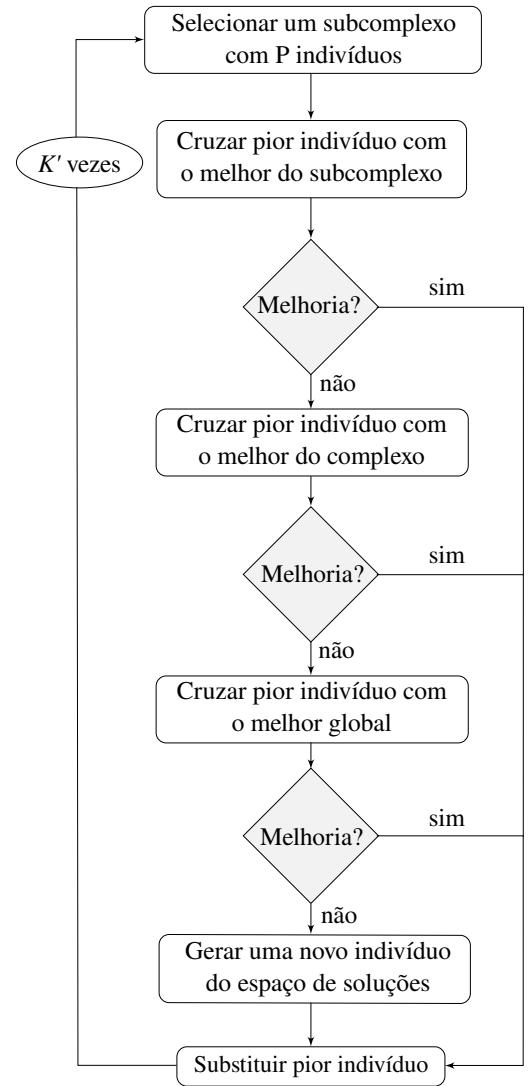 Selecionar um subcomplexo
com P indivíduos
K' vezes
Cruzar pior indivíduo com
o melhor do subcomplexo
Melhoria?
sim
não
Cruzar pior indivíduo com
o melhor do complexo
Melhoria?
sim
não
Cruzar pior indivíduo com
o melhor global
Melhoria?
sim
não
Gerar uma novo indivíduo
do espaço de soluções
Substituir pior indivíduo